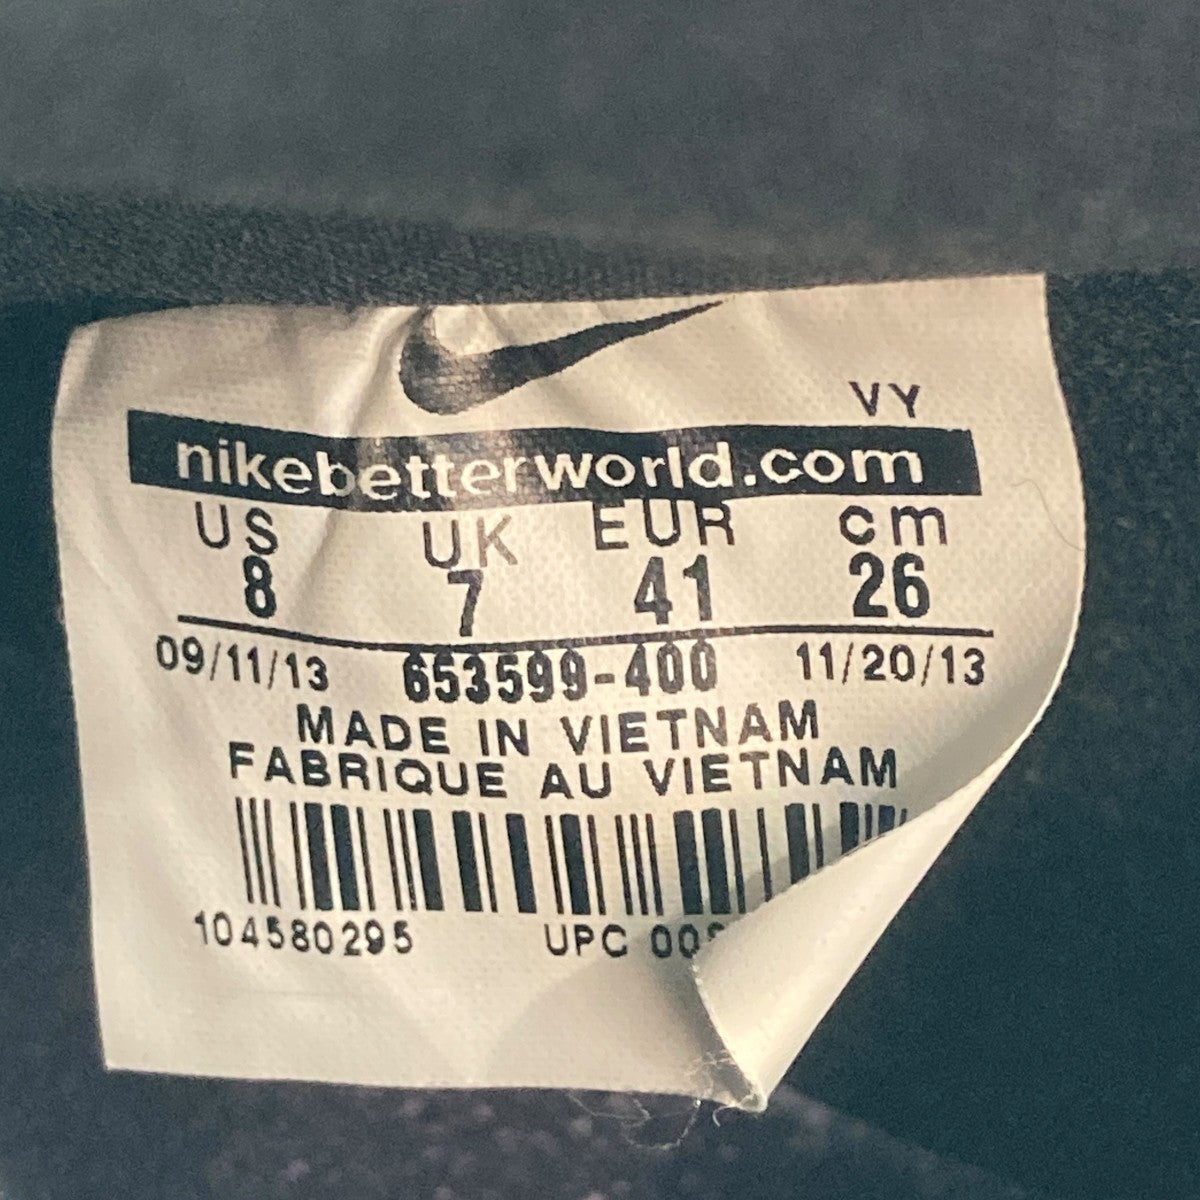 VY
nikebetterworld.com
US UK EUR cm
8 7 41 26
09/11/13 653599-400 11/20/13
MADE IN VIETNAM
FABRIQUE AU VIETNAM
104580295 UPC 00